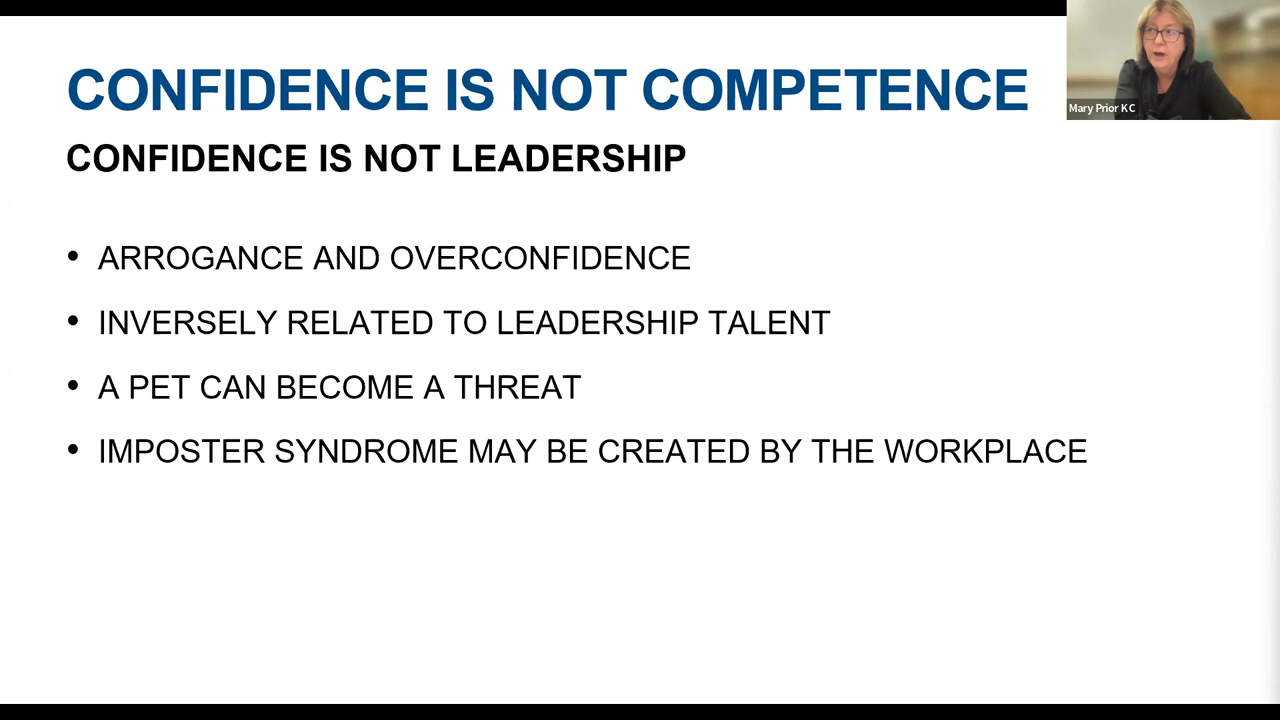 CONFIDENCE IS NOT COMPETENCE
Mary Prior KC
CONFIDENCE IS NOT LEADERSHIP
• ARROGANCE AND OVERCONFIDENCE
• INVERSELY RELATED TO LEADERSHIP TALENT
• A PET CAN BECOME A THREAT
• IMPOSTER SYNDROME MAY BE CREATED BY THE WORKPLACE